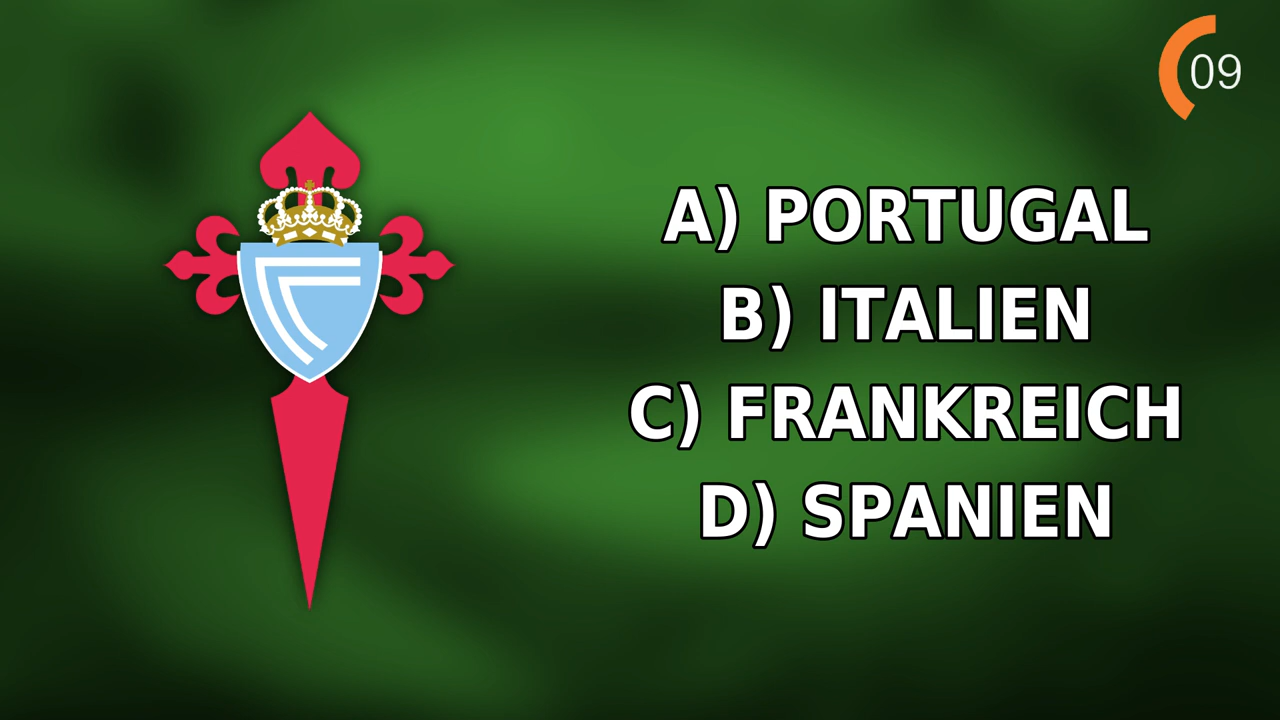 09
A) PORTUGAL
B) ITALIEN
C) FRANKREICH
D) SPANIEN